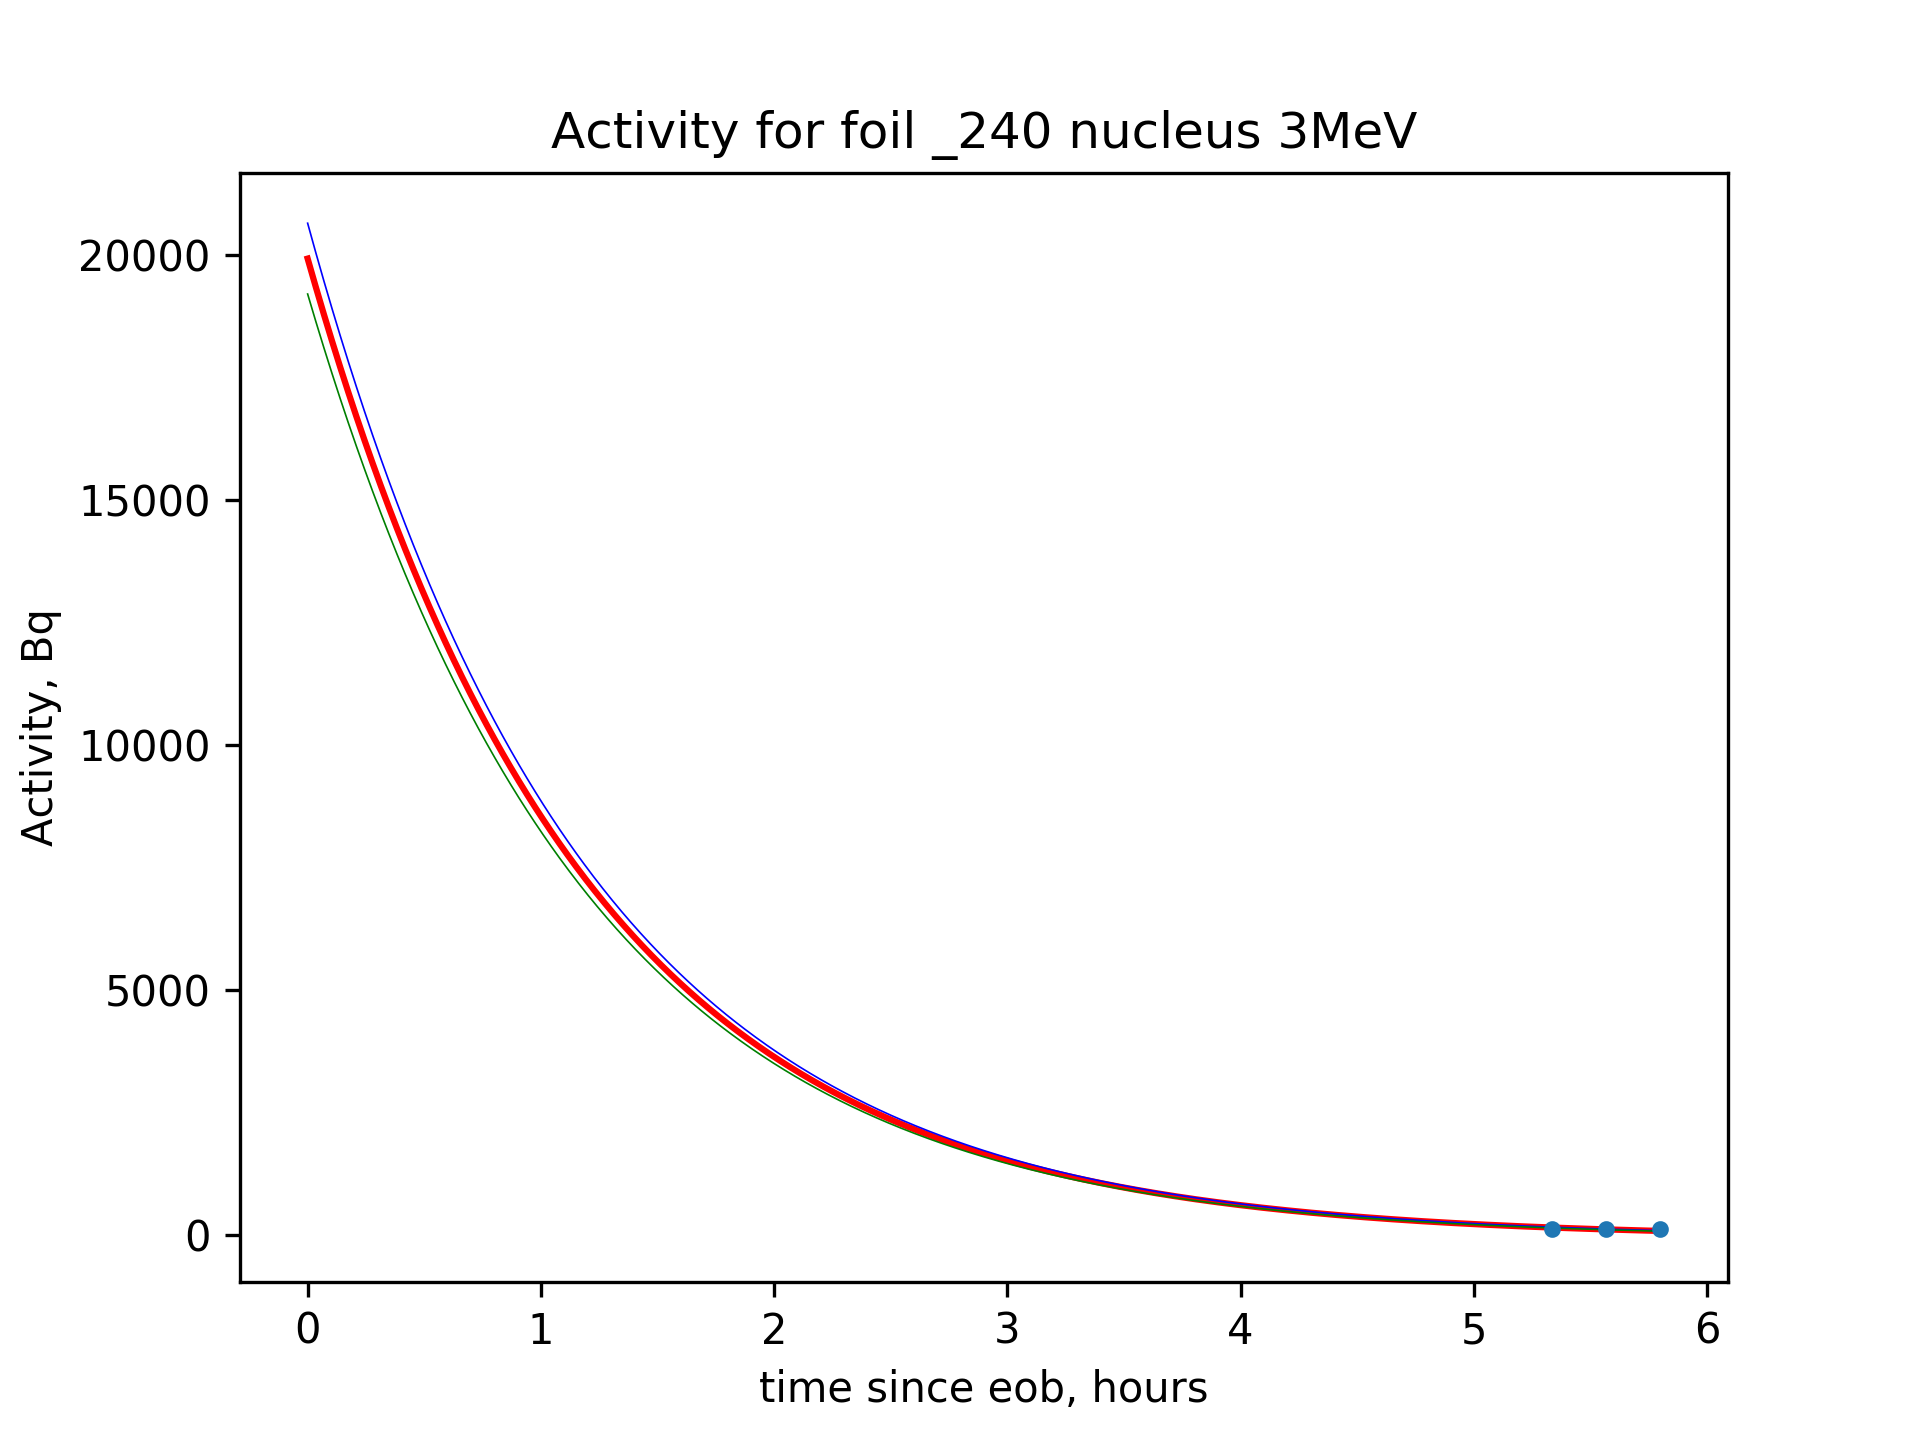 Activity for foil _240 nucleus 3MeV
20000
15000
10000
5000
0
Activity, Bq
0 1 2 3 4 5 6
time since eob, hours